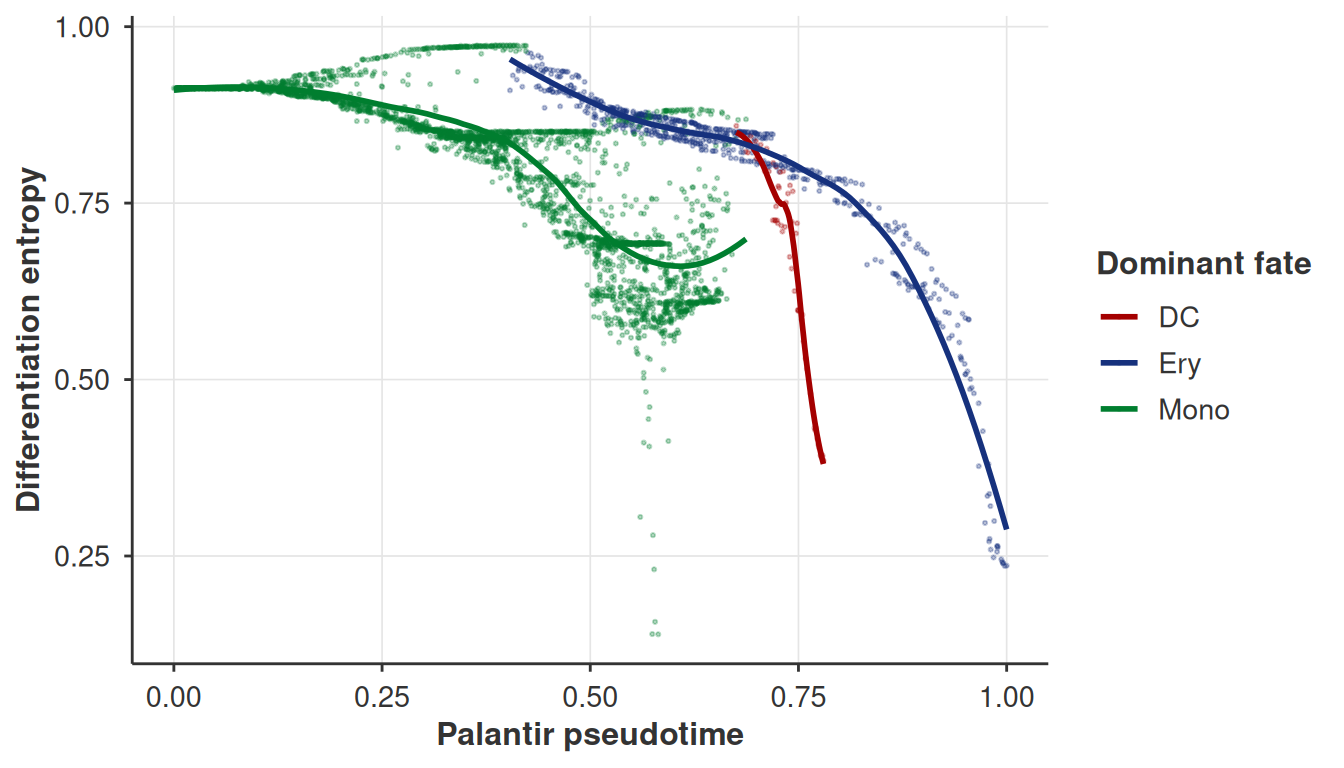 1.00
0.75
0.50
0.25
Differentiation entropy
0.00 0.25 0.50 0.75 1.00
Palantir pseudotime
Dominant fate
DC
Ery
Mono